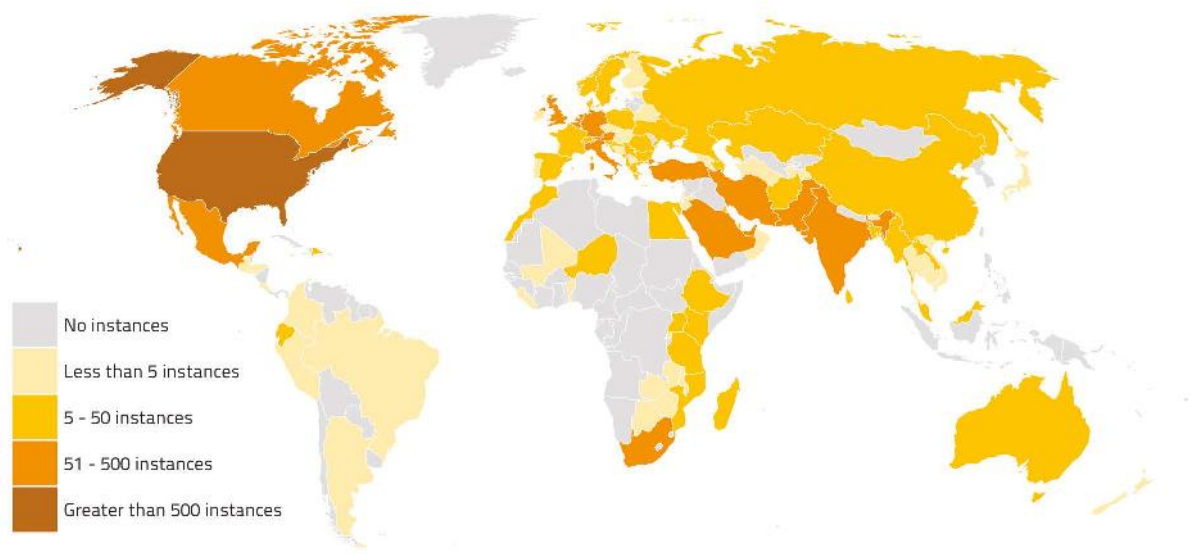 No instances
Less than 5 instances
5 - 50 instances
51 - 500 instances
Greater than 500 instances